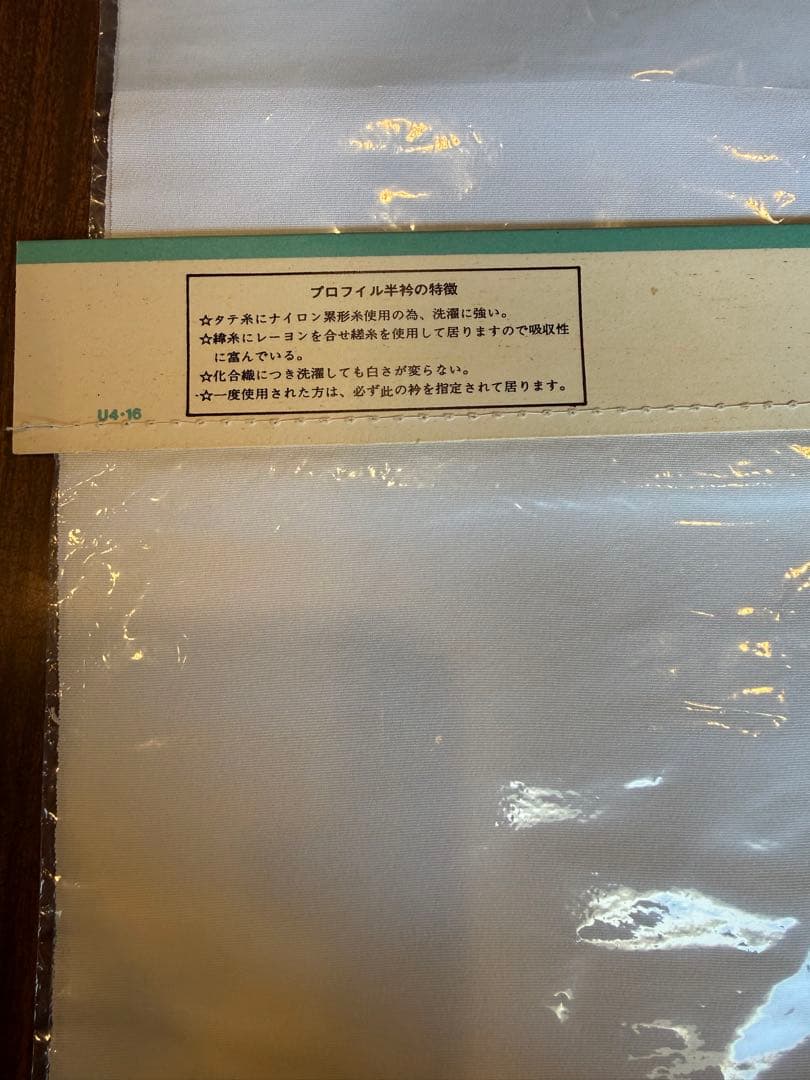 プロフイル半衿の特徴
☆タテ糸にナイロン異形糸使用の為、洗濯に強い。
☆緯糸にレーヨンを合せ縒糸を使用して居りますので吸収性
に富んでいる。
☆化合繊につき洗濯しても白さが変らない。
☆一度使用された方は、必ず此の衿を指定されて居ります。
U4・16